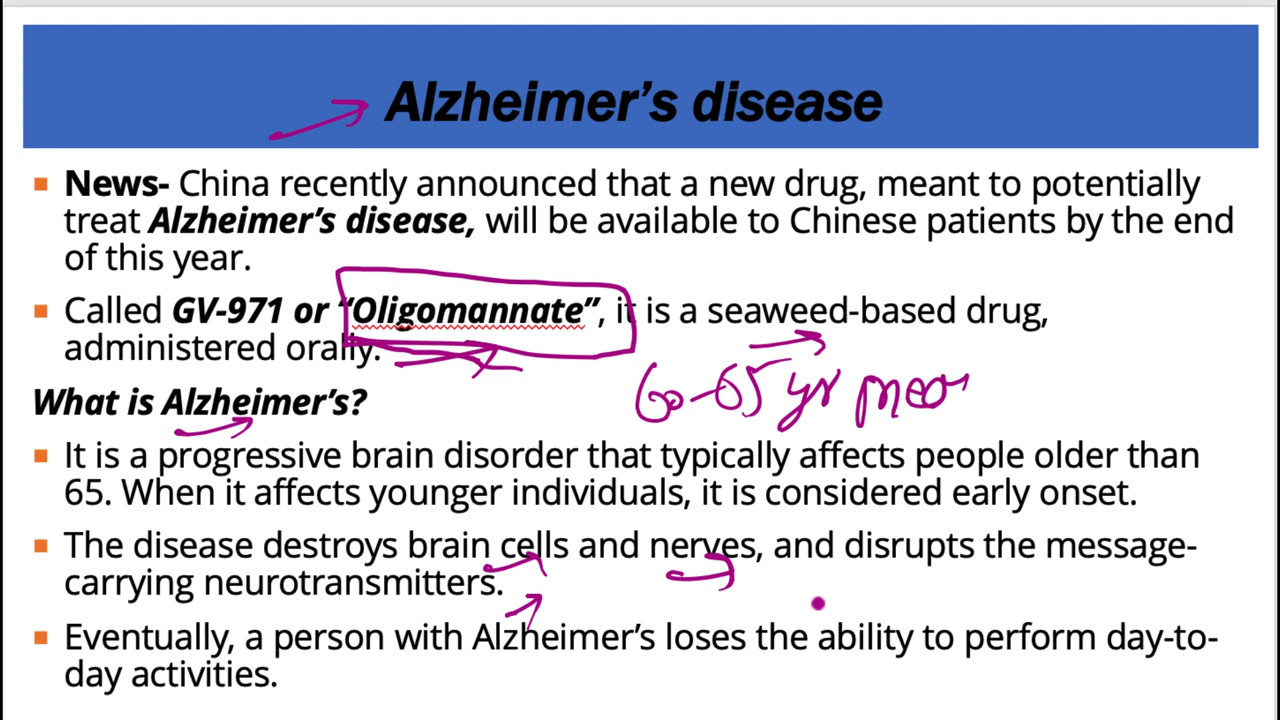 Alzheimer’s disease
News- China recently announced that a new drug, meant to potentially
treat Alzheimer’s disease, will be available to Chinese patients by the end
of this year.
Called GV-971 or “Oligomannate”, it is a seaweed-based drug,
administered orally.
60-65 yr
What is Alzheimer’s?
It is a progressive brain disorder that typically affects people older than
65. When it affects younger individuals, it is considered early onset.
The disease destroys brain cells and nerves, and disrupts the message-
carrying neurotransmitters.
Eventually, a person with Alzheimer’s loses the ability to perform day-to-
day activities.